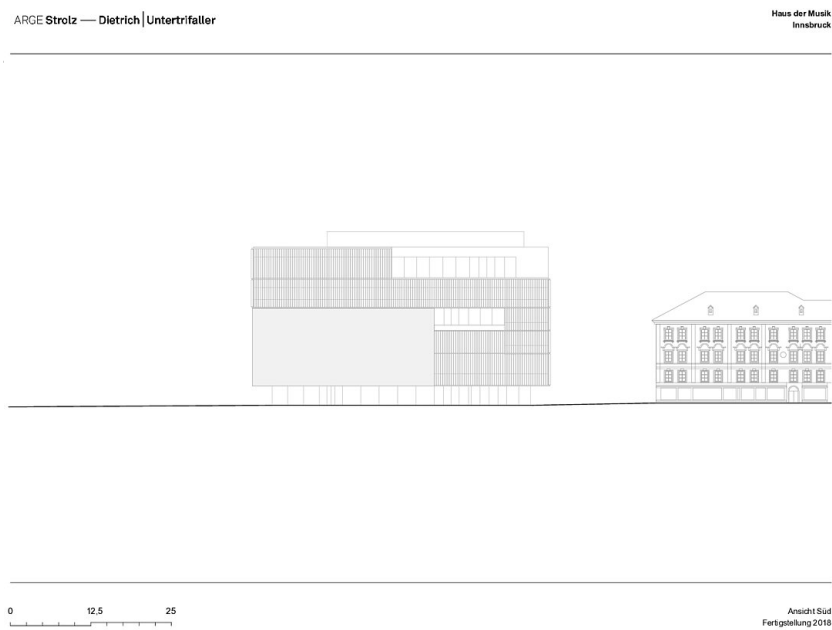 ARGE Strolz — Dietrich | Untertrifaller
Haus der Musik
Innsbruck
0 12,5 25
Ansicht Süd
Fertigstellung 2018